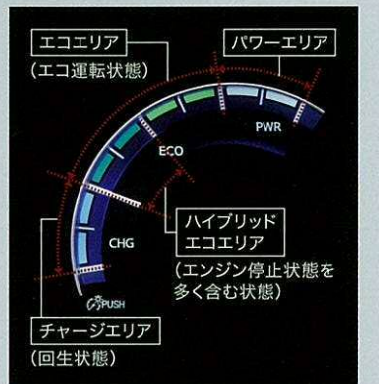 エコエリア
(エコ運転状態)
パワーエリア
PWR
ECO
CHG
ハイブリッド
エコエリア
(エンジン停止状態を
多く含む状態)
PUSH
チャージエリア
(回生状態)